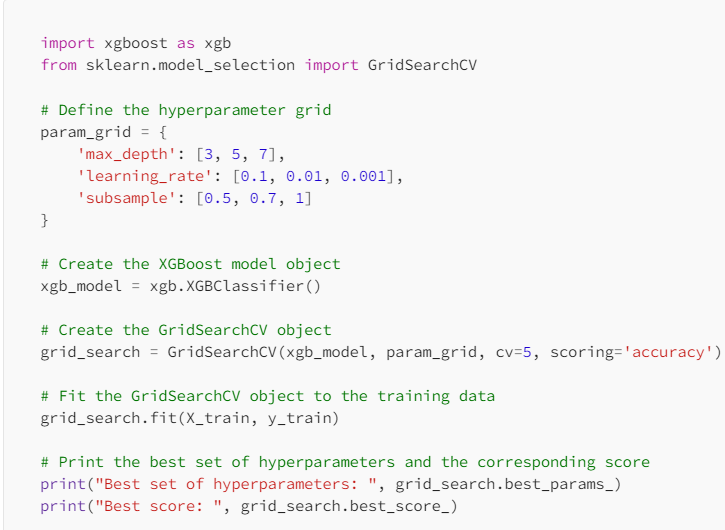 import xgboost as xgb
from sklearn.model_selection import GridSearchCV

# Define the hyperparameter grid
param_grid = {
    'max_depth': [3, 5, 7],
    'learning_rate': [0.1, 0.01, 0.001],
    'subsample': [0.5, 0.7, 1]
}

# Create the XGBoost model object
xgb_model = xgb.XGBClassifier()

# Create the GridSearchCV object
grid_search = GridSearchCV(xgb_model, param_grid, cv=5, scoring='accuracy')

# Fit the GridSearchCV object to the training data
grid_search.fit(X_train, y_train)

# Print the best set of hyperparameters and the corresponding score
print("Best set of hyperparameters: ", grid_search.best_params_)
print("Best score: ", grid_search.best_score_)